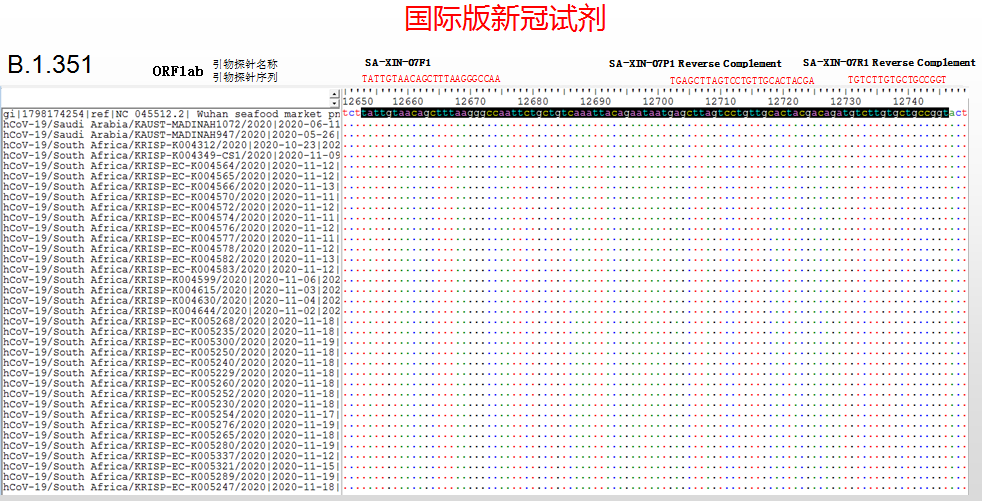 国际版新冠试剂
B.1.351
ORF1ab
引物探针名称
引物探针序列
SA-XIN-07F1
SA-XIN-07P1 Reverse Complement
SA-XIN-07R1 Reverse Complement
TATTGTAACAGCTTTAAGGGCCAA
TGAGCTTAGTCCTGTTGCACTACGA
TGTCTTGTGCTGCCGGT
12650 12660 12670 12680 12690 12700 12710 12720 12730 12740
gi|1798174254|ref|NC 045512.2| Wuhan seafood market pn tcttattgtaacagctttaagggccaattctgctgtcaaattacagaataatgagcttagtcctgttgcactacgacagatgtcttgtgctgccggtact
hCoV-19/Saudi Arabia/KAUST-MADINAH1072/2020|2020-06-11
hCoV-19/Saudi Arabia/KAUST-MADINAH947/2020|2020-05-26|
hCoV-19/South Africa/KRISP-K004312/2020|2020-10-23|202
hCoV-19/South Africa/KRISP-K004349-CS1/2020|2020-11-09
hCoV-19/South Africa/KRISP-EC-K004564/2020|2020-11-12|
hCoV-19/South Africa/KRISP-EC-K004565/2020|2020-11-12|
hCoV-19/South Africa/KRISP-EC-K004566/2020|2020-11-13|
hCoV-19/South Africa/KRISP-EC-K004570/2020|2020-11-11|
hCoV-19/South Africa/KRISP-EC-K004572/2020|2020-11-12|
hCoV-19/South Africa/KRISP-EC-K004574/2020|2020-11-11|
hCoV-19/South Africa/KRISP-EC-K004576/2020|2020-11-12|
hCoV-19/South Africa/KRISP-EC-K004577/2020|2020-11-11|
hCoV-19/South Africa/KRISP-EC-K004578/2020|2020-11-12|
hCoV-19/South Africa/KRISP-EC-K004582/2020|2020-11-13|
hCoV-19/South Africa/KRISP-EC-K004583/2020|2020-11-12|
hCoV-19/South Africa/KRISP-K004599/2020|2020-11-06|202
hCoV-19/South Africa/KRISP-K004615/2020|2020-11-03|202
hCoV-19/South Africa/KRISP-K004630/2020|2020-11-04|202
hCoV-19/South Africa/KRISP-K004644/2020|2020-11-02|202
hCoV-19/South Africa/KRISP-EC-K005268/2020|2020-11-18|
hCoV-19/South Africa/KRISP-EC-K005235/2020|2020-11-18|
hCoV-19/South Africa/KRISP-EC-K005300/2020|2020-11-19|
hCoV-19/South Africa/KRISP-EC-K005250/2020|2020-11-18|
hCoV-19/South Africa/KRISP-EC-K005240/2020|2020-11-18|
hCoV-19/South Africa/KRISP-EC-K005229/2020|2020-11-18|
hCoV-19/South Africa/KRISP-EC-K005260/2020|2020-11-18|
hCoV-19/South Africa/KRISP-EC-K005252/2020|2020-11-18|
hCoV-19/South Africa/KRISP-EC-K005230/2020|2020-11-18|
hCoV-19/South Africa/KRISP-EC-K005254/2020|2020-11-17|
hCoV-19/South Africa/KRISP-EC-K005276/2020|2020-11-19|
hCoV-19/South Africa/KRISP-EC-K005265/2020|2020-11-18|
hCoV-19/South Africa/KRISP-EC-K005280/2020|2020-11-19|
hCoV-19/South Africa/KRISP-EC-K005337/2020|2020-11-12|
hCoV-19/South Africa/KRISP-EC-K005321/2020|2020-11-15|
hCoV-19/South Africa/KRISP-EC-K005289/2020|2020-11-19|
hCoV-19/South Africa/KRISP-EC-K005247/2020|2020-11-18|